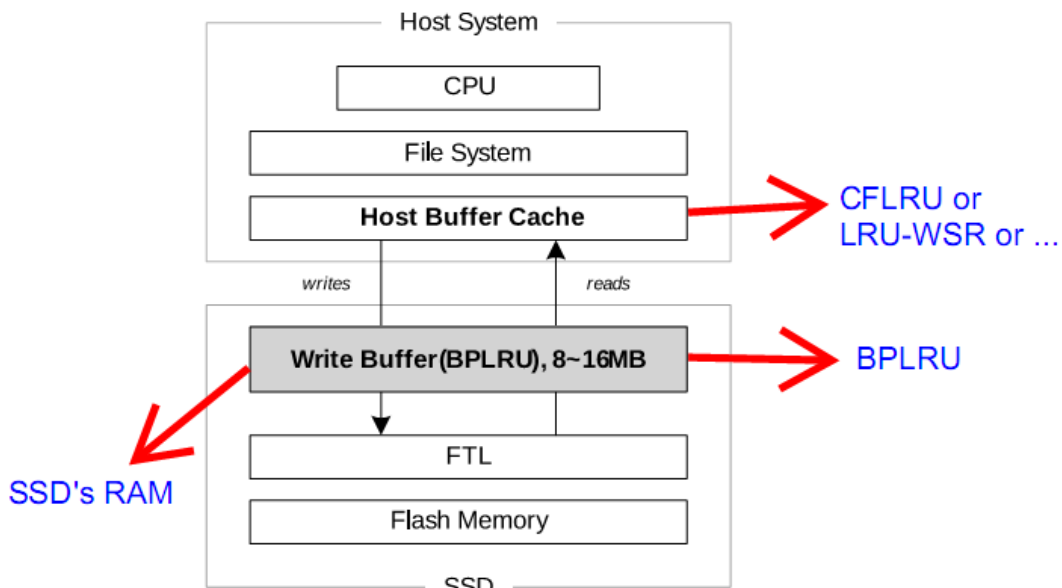 Host System
CPU
File System
Host Buffer Cache
CFLRU or
LRU-WSR or ...
writes
reads
Write Buffer(BPLRU), 8~16MB
BPLRU
FTL
SSD's RAM
Flash Memory
SSD